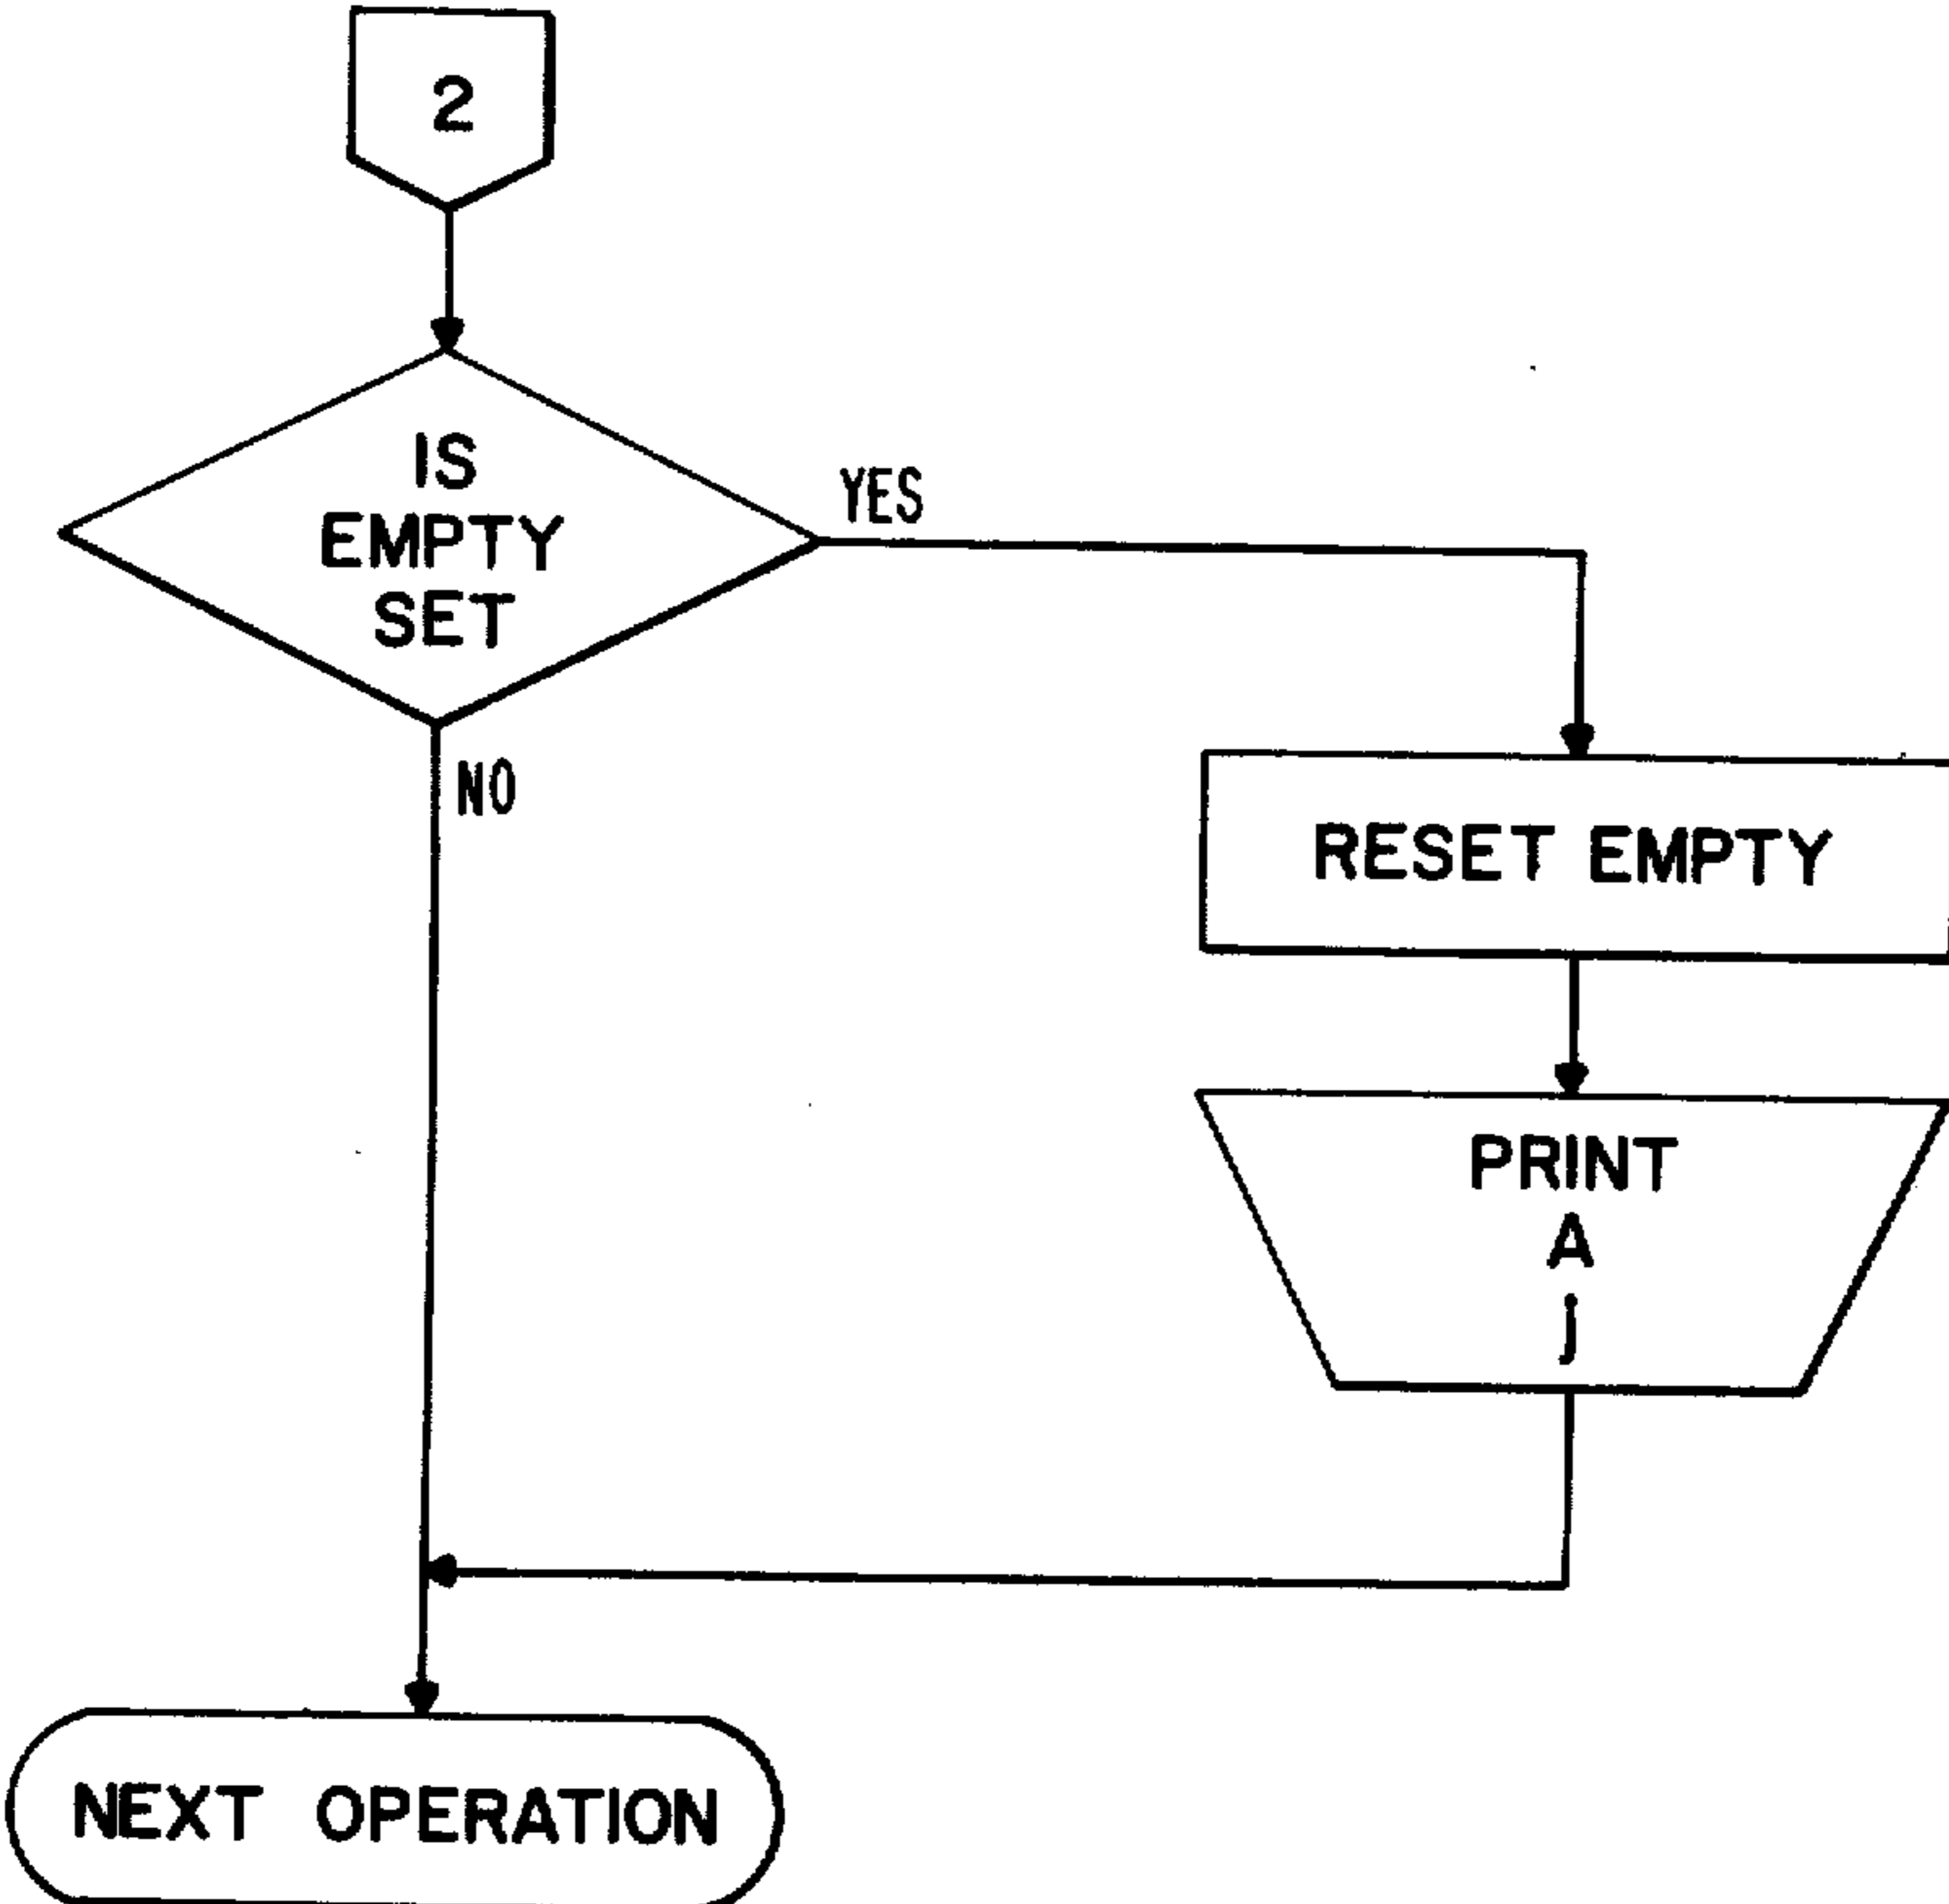 2
IS
EMPTY
SET
YES
NO
RESET EMPTY
PRINT
A
j
NEXT OPERATION